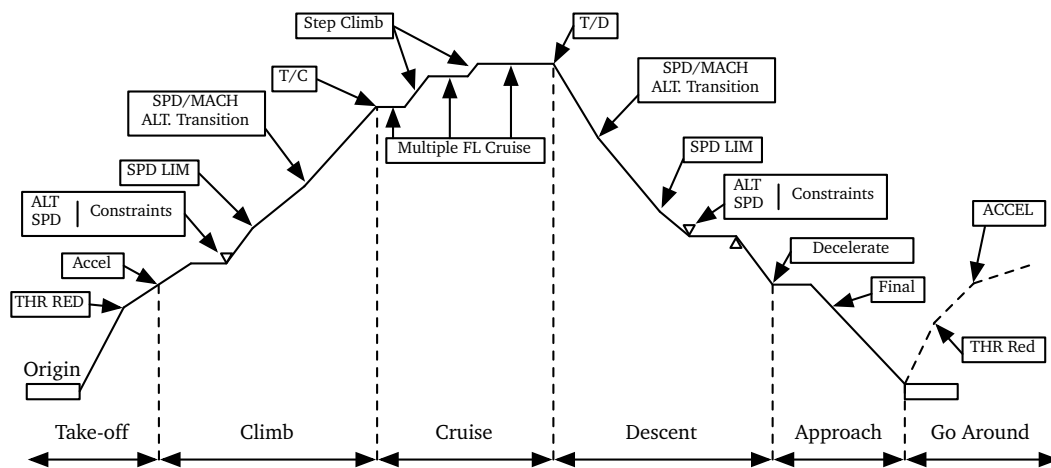 Step Climb
T/D
T/C
SPD/MACH
ALT. Transition
SPD/MACH
ALT. Transition
Multiple FL Cruise
SPD LIM
SPD LIM
ALT
SPD
Constraints
ALT
SPD
Constraints
ACCEL
Accel
Decelerate
THR RED
Final
THR Red
Origin
Take-off
Climb
Cruise
Descent
Approach
Go Around